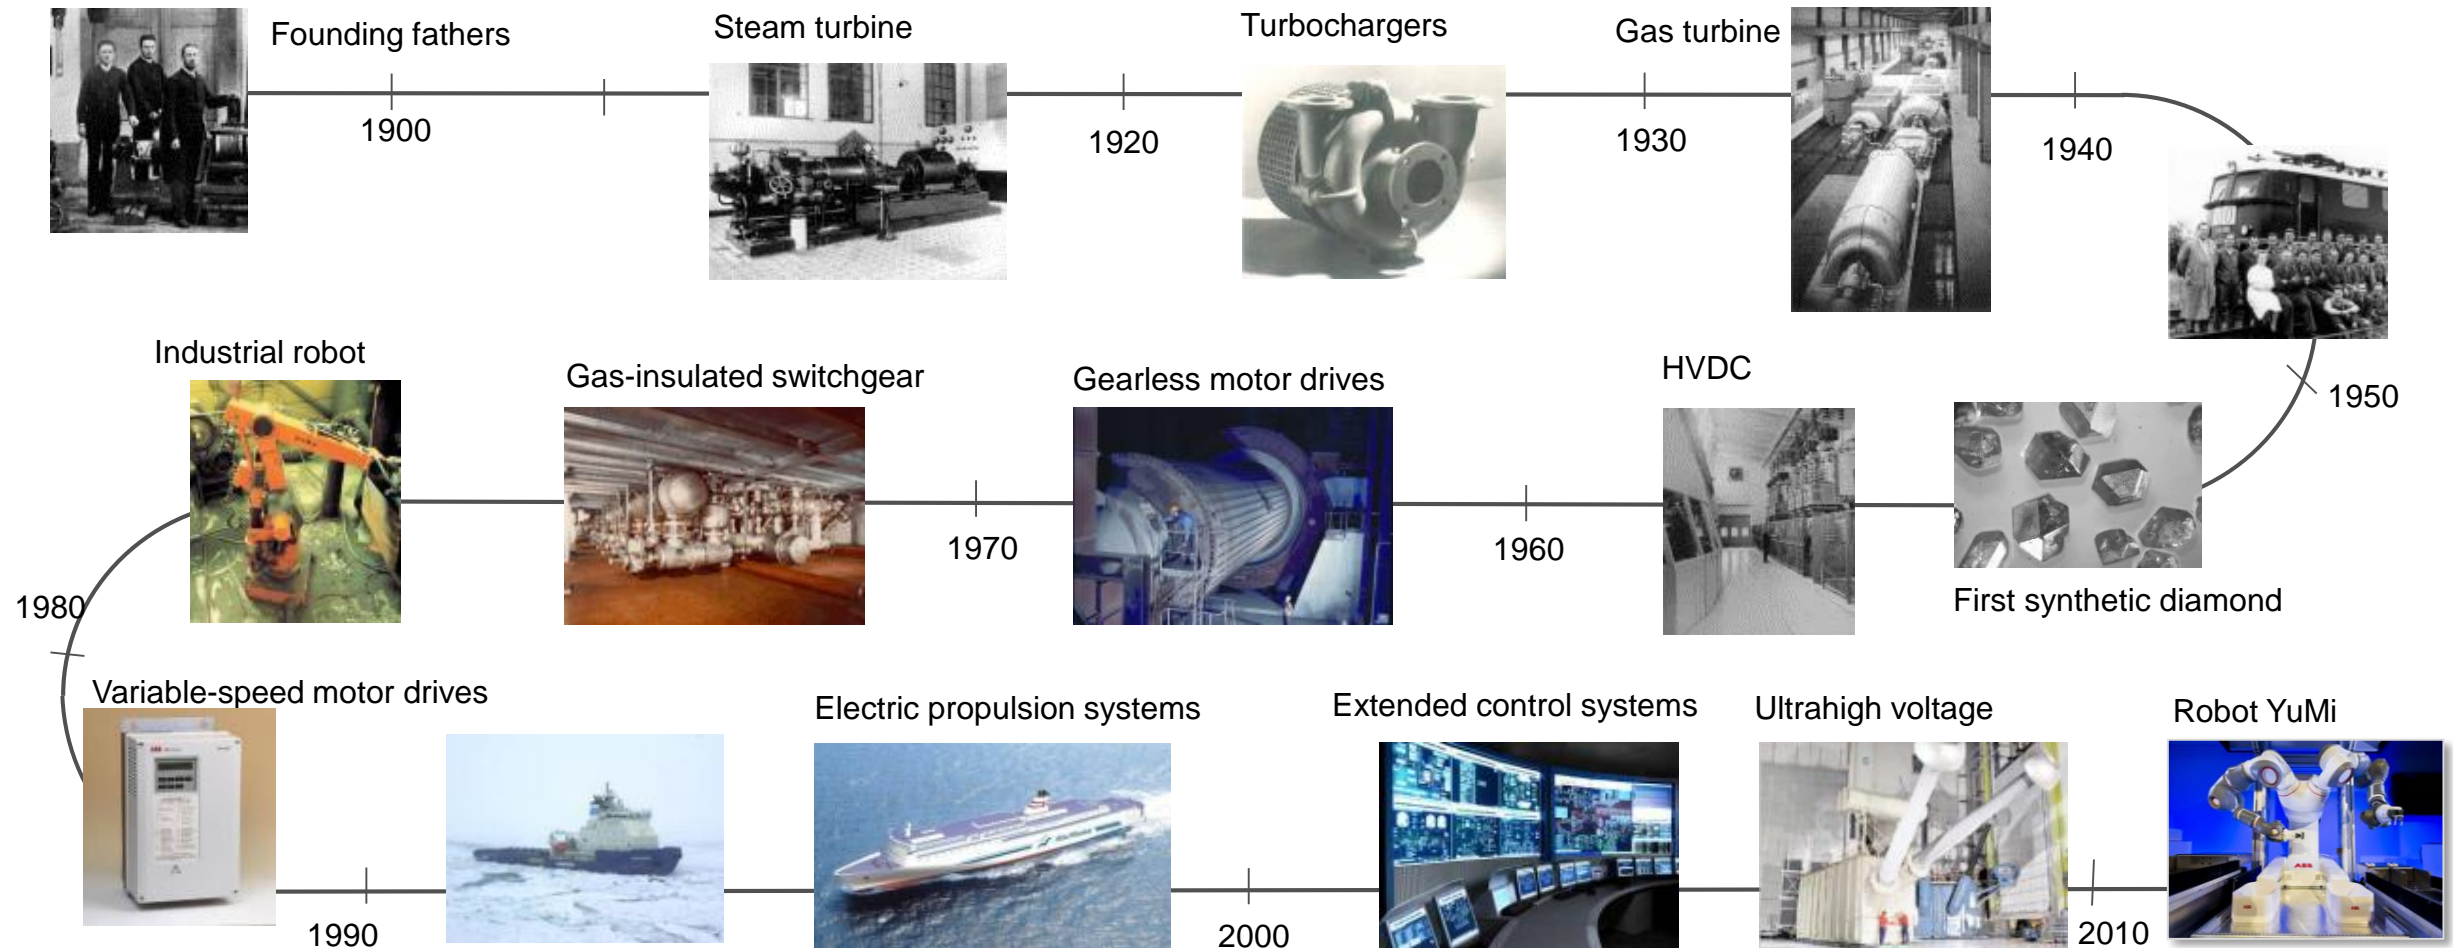 Founding fathers
Steam turbine
Turbochargers
Gas turbine
1900
1920
1930
1940
1950
HVDC
First synthetic diamond
1960
Gearless motor drives
1970
Gas-insulated switchgear
Industrial robot
1980
Variable-speed motor drives
ABB
1990
Electric propulsion systems
2000
Extended control systems
Ultrahigh voltage
2010
Robot YuMi
ABB